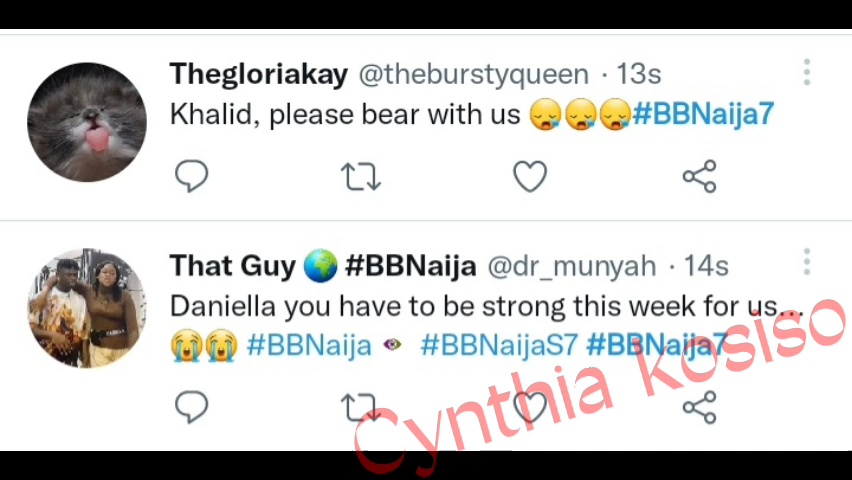 Thegloriakay @theburstyqueen · 13s
Khalid, please bear with us 😪😪😪#BBNaija7
That Guy 🌍 #BBNaija @dr_munyah · 14s
Daniella you have to be strong this week for us...
😭😭 #BBNaija #BBNaijaS7 #BBNaija7
Cynthia kosiso